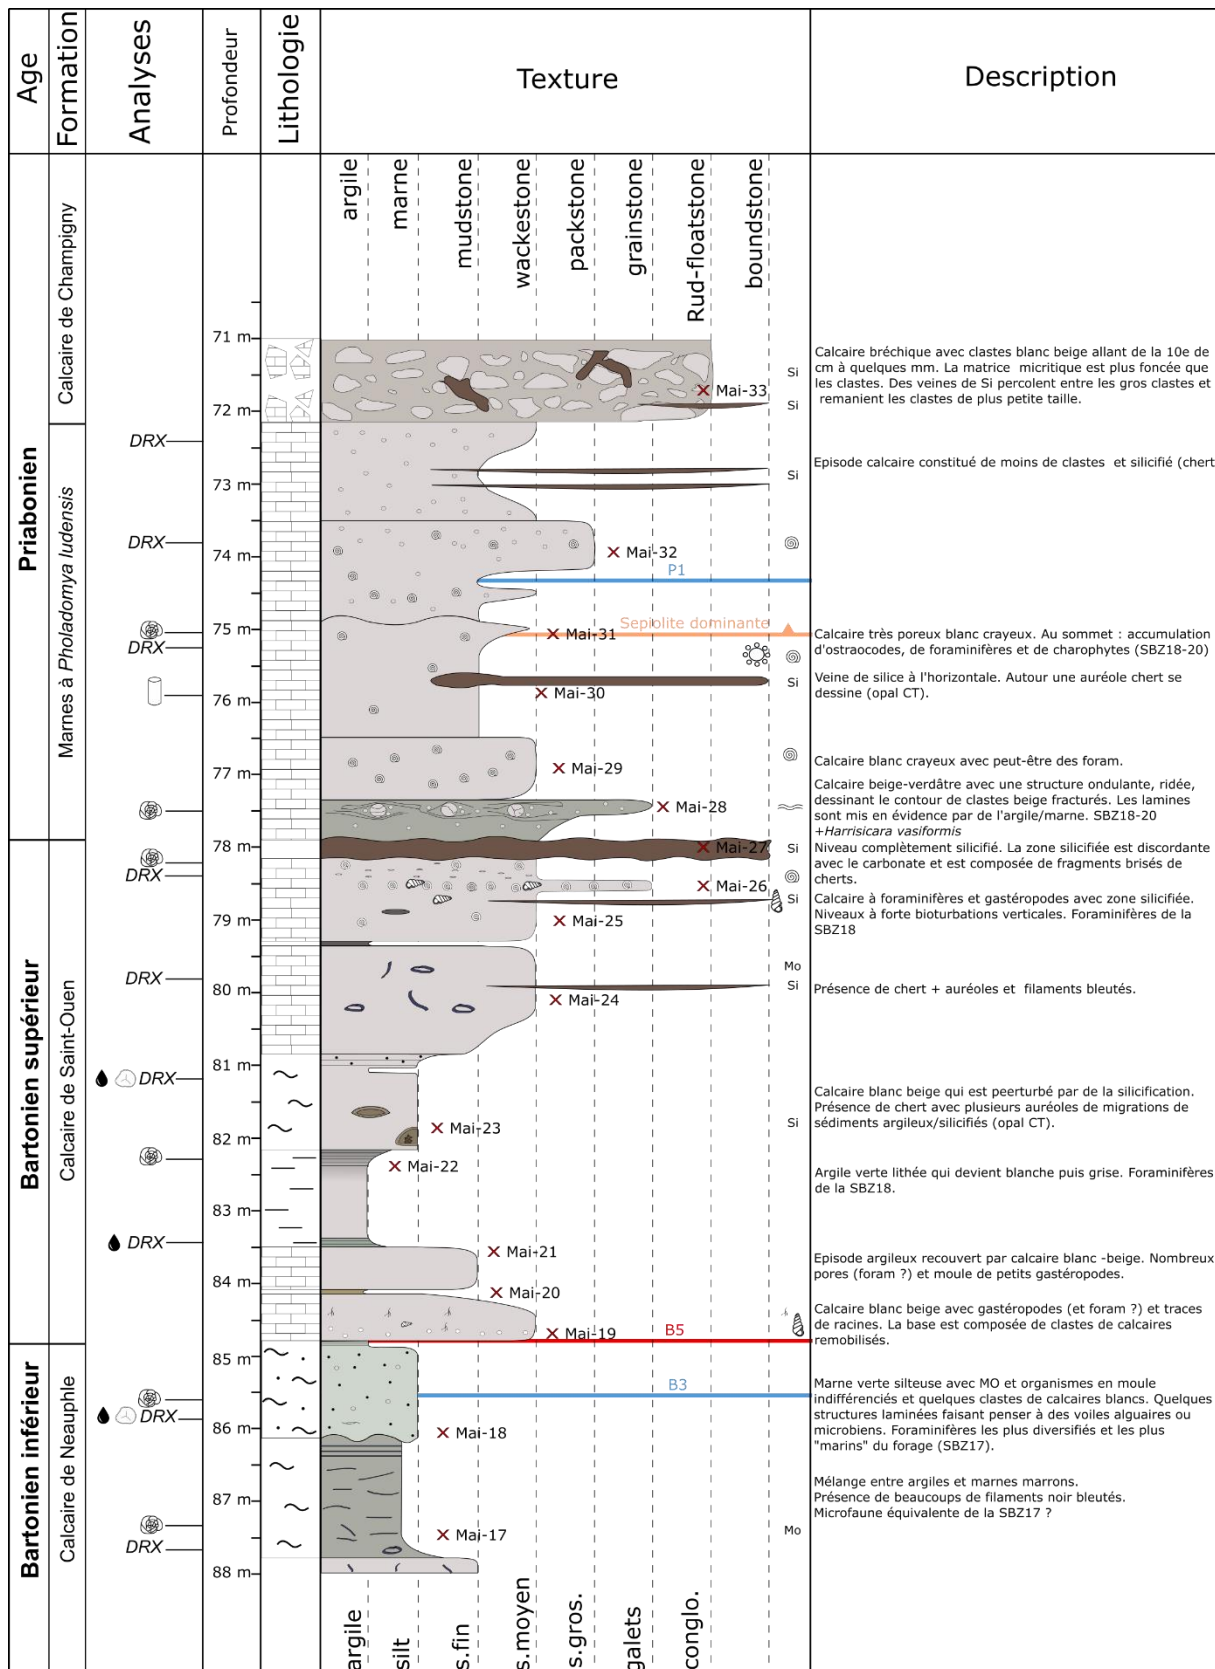 Age
Formation
Analyses
Profondeur
Lithologie
Texture
Description
argile
marne
mudstone
wackestone
packstone
grainstone
Rud-floatstone
boundstone
Priabonien
Bartonien supérieur
Bartonien inférieur
Calcaire de Champigny
Marnes à Pholadomya ludensis
Calcaire de Saint-Ouen
Calcaire de Neauphle
71 m
Calcaire bréchique avec clastes blanc beige allant de la 10e de
cm à quelques mm. La matrice micritique est plus foncée que
les clastes. Des veines de Si percolent entre les gros clastes et
remanient les clastes de plus petite taille.
Si
Mai-33
Si
72 m
DRX
Episode calcaire constitué de moins de clastes et silicifié (chert
Si
73 m
DRX
Mai-32
74 m
P1
Sepiolite dominante
75 m
Mai-31
DRX
Calcaire très poreux blanc crayeux. Au sommet : accumulation
d'ostraocodes, de foraminifères et de charophytes (SBZ18-20)
Veine de silice à l'horizontale. Autour une auréole chert se
dessine (opal CT).
Si
Mai-30
76 m
Calcaire blanc crayeux avec peut-être des foram.
Mai-29
77 m
Calcaire beige-verdâtre avec une structure ondulante, ridée,
dessinant le contour de clastes beige fracturés. Les lamines
sont mis en évidence par de l'argile/marne. SBZ18-20
+Harrisicara vasiformis
Mai-28
78 m
Mai-27
Si
Niveau complètement silicifié. La zone silicifiée est discordante
avec le carbonate et est composée de fragments brisés de
cherts.
DRX
Mai-26
Si
Calcaire à foraminifères et gastéropodes avec zone silicifiée.
Niveaux à forte bioturbations verticales. Foraminifères de la
SBZ18
79 m
Mai-25
Mo
DRX
Si
80 m
Mai-24
Présence de chert + auréoles et filaments bleutés.
81 m
DRX
Calcaire blanc beige qui est peerturbé par de la silicification.
Présence de chert avec plusieurs auréoles de migrations de
sédiments argileux/silicifiés (opal CT).
Si
Mai-23
82 m
Mai-22
Argile verte lithée qui devient blanche puis grise. Foraminifères
de la SBZ18.
83 m
DRX
Mai-21
Episode argileux recouvert par calcaire blanc -beige. Nombreux
pores (foram ?) et moule de petits gastéropodes.
84 m
Mai-20
Calcaire blanc beige avec gastéropodes (et foram ?) et traces
de racines. La base est composée de clastes de calcaires
remobilisés.
Mai-19
B5
85 m
B3
Marne verte silteuse avec MO et organismes en moule
indifférenciés et quelques clastes de calcaires blancs. Quelques
structures laminées faisant penser à des voiles alguaires ou
microbiens. Foraminifères les plus diversifiés et les plus
"marins" du forage (SBZ17).
DRX
86 m
Mai-18
Mélange entre argiles et marnes marrons.
Présence de beaucoups de filaments noir bleutés.
Microfaune équivalente de la SBZ17 ?
87 m
Mai-17
Mo
DRX
88 m
argile
silt
s.fin
s.moyen
s.gros.
galets
conglo.